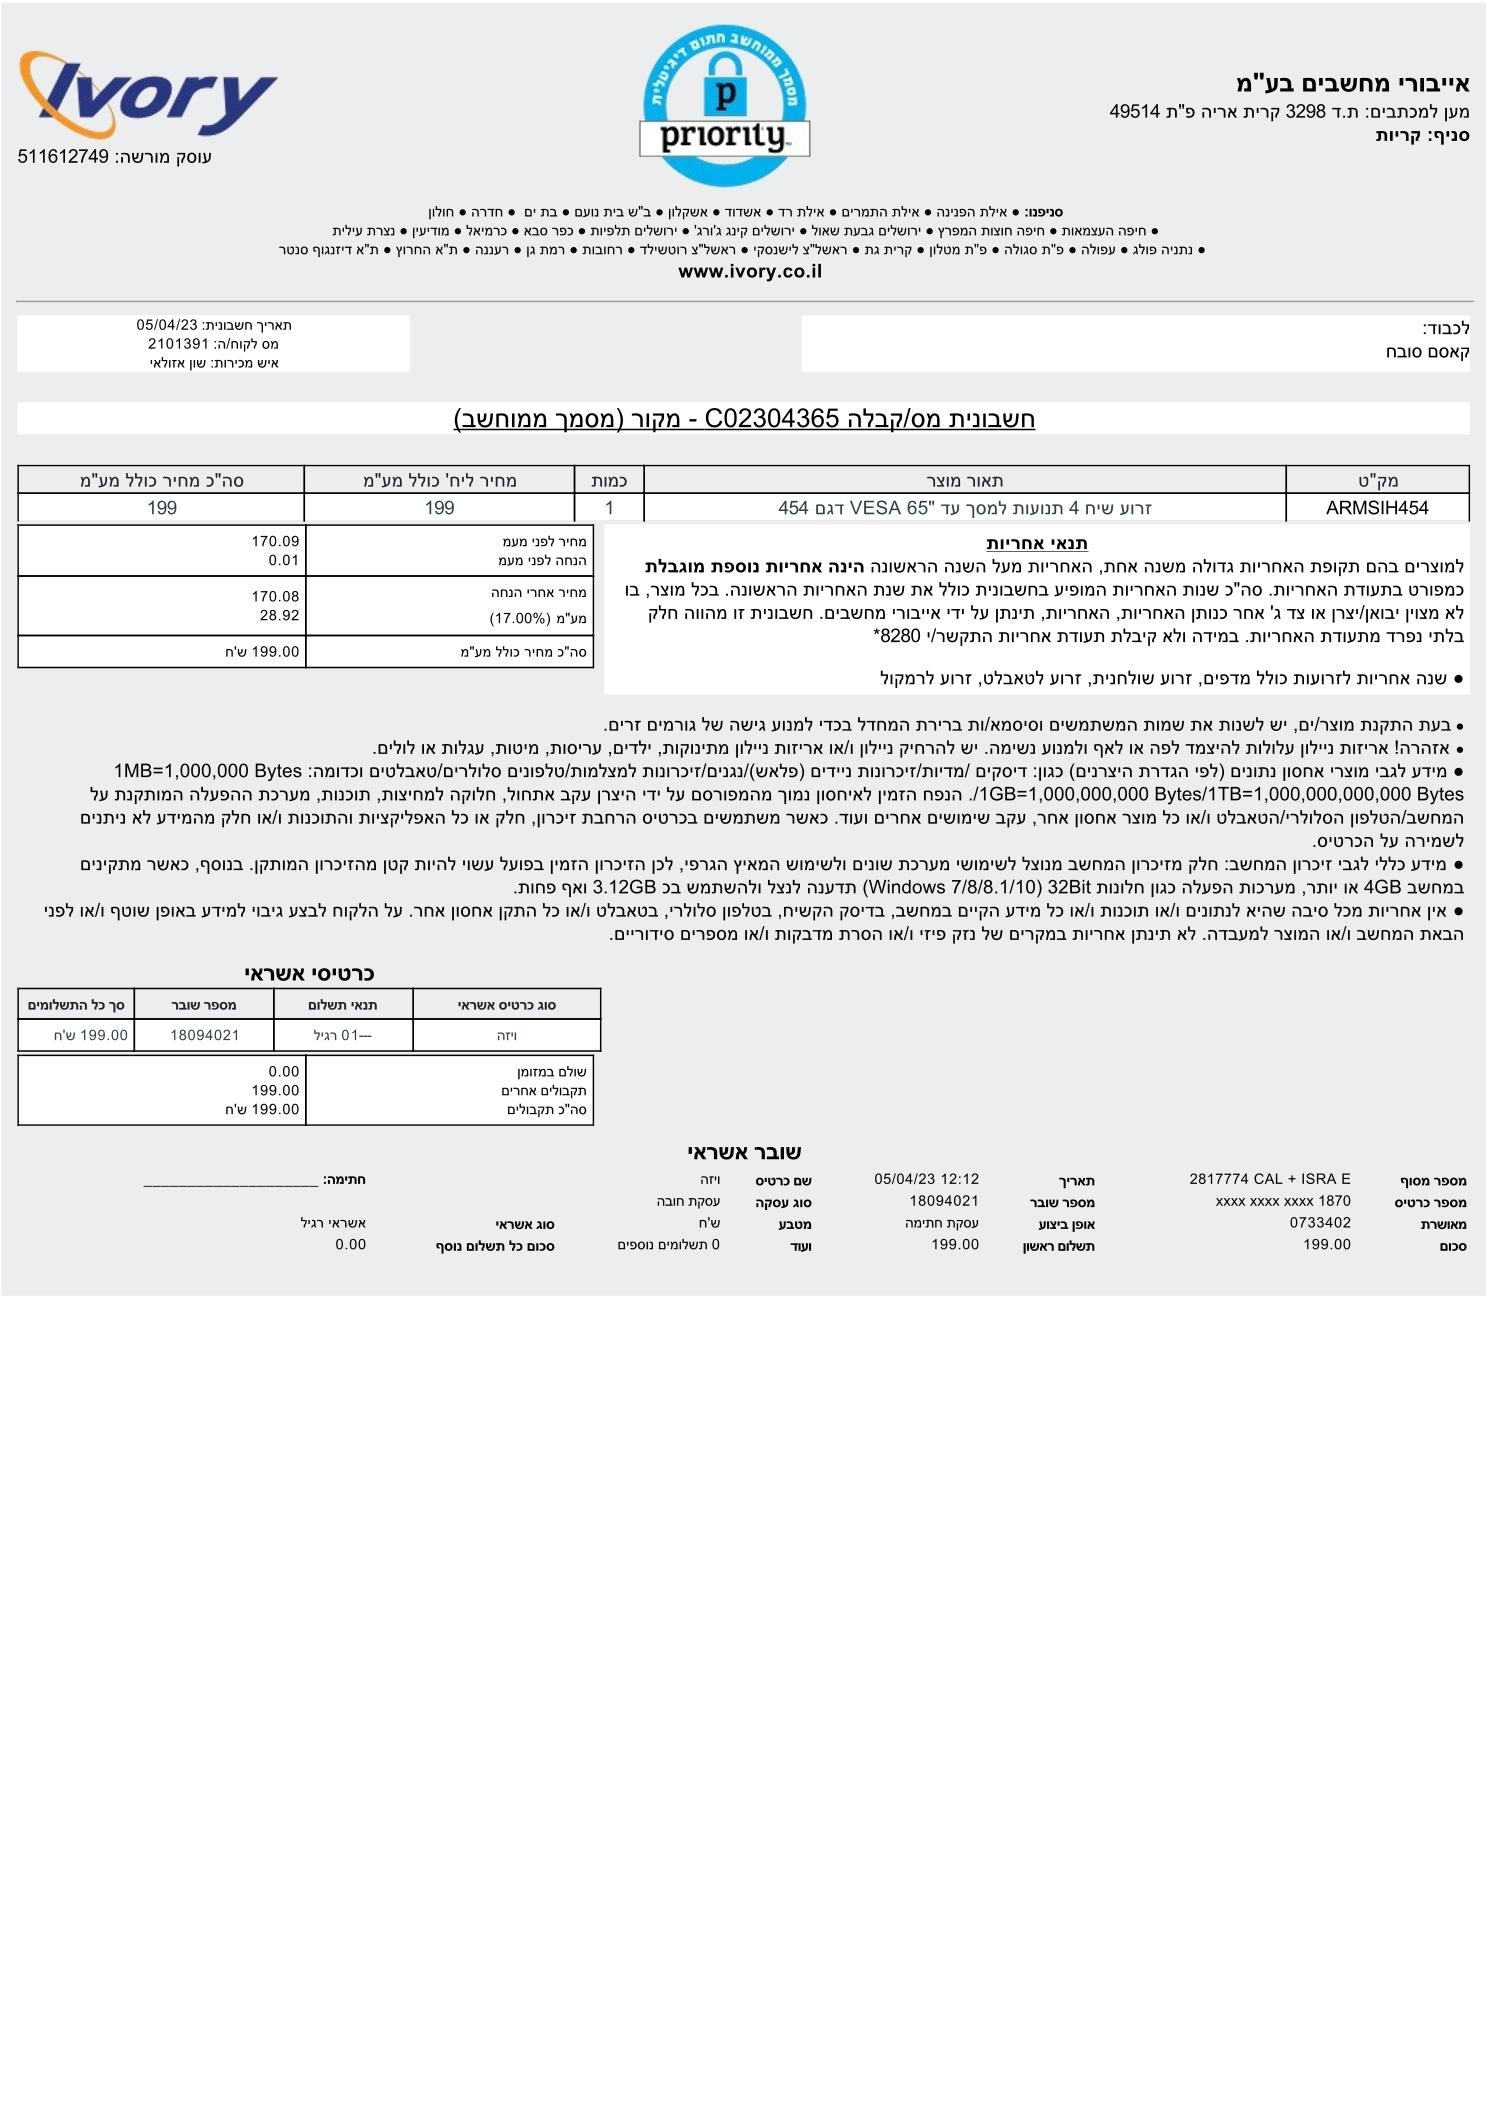 Ivory
עוסק מורשה: 511612749
מסמך ממוחשב חתום דיגיטלית
p
priority
אייבורי מחשבים בע"מ
מען למכתבים: ת.ד 3298 קרית אריה פ"ת 49514
סניף: קריות
סניפנו: ● אילת הפנינה ● אילת התמרים ● אילת רד ● אשדוד ● אשקלון ● ב"ש בית נועם ● בת ים ● חדרה ● חולון
● חיפה העצמאות ● חיפה חוצות המפרץ ● ירושלים גבעת שאול ● ירושלים קינג ג'ורג' ● ירושלים תלפיות ● כפר סבא ● כרמיאל ● מודיעין ● נצרת עילית
● נתניה פולג ● עפולה ● פ"ת סגולה ● פ"ת מטלון ● קרית גת ● ראשל"צ לישנסקי ● ראשל"צ רוטשילד ● רחובות ● רמת גן ● רעננה ● ת"א החרוץ ● ת"א דיזנגוף סנטר
www.ivory.co.il
לכבוד:
קאסם סובח
תאריך חשבונית: 05/04/23
מס לקוח/ה: 2101391
איש מכירות: שון אזולאי
חשבונית מס/קבלה C02304365 - מקור (מסמך ממוחשב)
מק"ט תאור מוצר כמות מחיר ליח' כולל מע"מ סה"כ מחיר כולל מע"מ
ARMSIH454 זרוע שיח 4 תנועות למסך עד "65 VESA דגם 454 1 199 199
תנאי אחריות
למוצרים בהם תקופת האחריות גדולה משנה אחת, האחריות מעל השנה הראשונה הינה אחריות נוספת מוגבלת
כמפורט בתעודת האחריות. סה"כ שנות האחריות המופיע בחשבונית כולל את שנת האחריות הראשונה. בכל מוצר, בו
לא מצוין יבואן/יצרן או צד ג' אחר כנותן האחריות, האחריות, תינתן על ידי אייבורי מחשבים. חשבונית זו מהווה חלק
בלתי נפרד מתעודת האחריות. במידה ולא קיבלת תעודת אחריות התקשר/י 8280*
● שנה אחריות לזרועות כולל מדפים, זרוע שולחנית, זרוע לטאבלט, זרוע לרמקול
מחיר לפני מעמ 170.09
הנחה לפני מעמ 0.01
מחיר אחרי הנחה 170.08
מע"מ (17.00%) 28.92
סה"כ מחיר כולל מע"מ 199.00 ש'ח
● בעת התקנת מוצר/ים, יש לשנות את שמות המשתמשים וסיסמא/ות ברירת המחדל בכדי למנוע גישה של גורמים זרים.
● אזהרה! אריזות ניילון עלולות להיצמד לפה או לאף ולמנוע נשימה. יש להרחיק ניילון ו/או אריזות ניילון מתינוקות, ילדים, עריסות, מיטות, עגלות או לולים.
● מידע לגבי מוצרי אחסון נתונים (לפי הגדרת היצרנים) כגון: דיסקים /מדיות/זיכרונות ניידים (פלאש)/נגנים/זיכרונות למצלמות/טלפונים סלולרים/טאבלטים וכדומה: 1MB=1,000,000 Bytes
1GB=1,000,000,000 Bytes/1TB=1,000,000,000,000 Bytes/. הנפח הזמין לאיחסון נמוך מהמפורסם על ידי היצרן עקב אתחול, חלוקה למחיצות, תוכנות, מערכת ההפעלה המותקנת על
המחשב/הטלפון הסלולרי/הטאבלט ו/או כל מוצר אחסון אחר, עקב שימושים אחרים ועוד. כאשר משתמשים בכרטיס הרחבת זיכרון, חלק או כל האפליקציות והתוכנות ו/או חלק מהמידע לא ניתנים
לשמירה על הכרטיס.
● מידע כללי לגבי זיכרון המחשב: חלק מזיכרון המחשב מנוצל לשימושי מערכת שונים ולשימוש המאיץ הגרפי, לכן הזיכרון הזמין בפועל עשוי להיות קטן מהזיכרון המותקן. בנוסף, כאשר מתקינים
במחשב 4GB או יותר, מערכות הפעלה כגון חלונות 32Bit (Windows 7/8/8.1/10) תדענה לנצל ולהשתמש בכ 3.12GB ואף פחות.
● אין אחריות מכל סיבה שהיא לנתונים ו/או תוכנות ו/או כל מידע הקיים במחשב, בדיסק הקשיח, בטלפון סלולרי, בטאבלט ו/או כל התקן אחסון אחר. על הלקוח לבצע גיבוי למידע באופן שוטף ו/או לפני
הבאת המחשב ו/או המוצר למעבדה. לא תינתן אחריות במקרים של נזק פיזי ו/או הסרת מדבקות ו/או מספרים סידוריים.
כרטיסי אשראי
סוג כרטיס אשראי תנאי תשלום מספר שובר סך כל התשלומים
ויזה ---01 רגיל 18094021 199.00 ש'ח
שולם במזומן 0.00
תקבולים אחרים 199.00
סה"כ תקבולים 199.00 ש'ח
שובר אשראי
מספר מסוף 2817774 CAL + ISRA E תאריך 05/04/23 12:12 שם כרטיס ויזה חתימה: ____________________
מספר כרטיס xxxx xxxx xxxx 1870 מספר שובר 18094021 סוג עסקה עסקת חובה
מאושרת 0733402 אופן ביצוע עסקת חתימה מטבע ש'ח סוג אשראי אשראי רגיל
סכום 199.00 תשלום ראשון 199.00 ועוד 0 תשלומים נוספים סכום כל תשלום נוסף 0.00